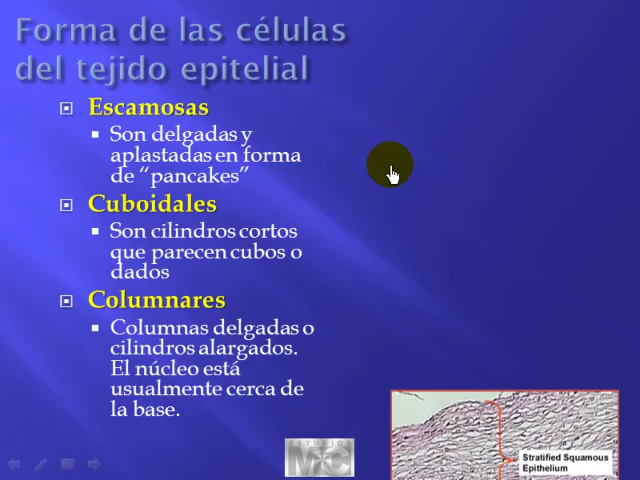 Forma de las células
del tejido epitelial
Escamosas
Son delgadas y
aplastadas en forma
de “pancakes”
Cuboidales
Son cilindros cortos
que parecen cubos o
dados
Columnares
Columnas delgadas o
cilindros alargados.
El núcleo está
usualmente cerca de
la base.
ESTUDIOS
MC
Stratified Squamous
Epithelium